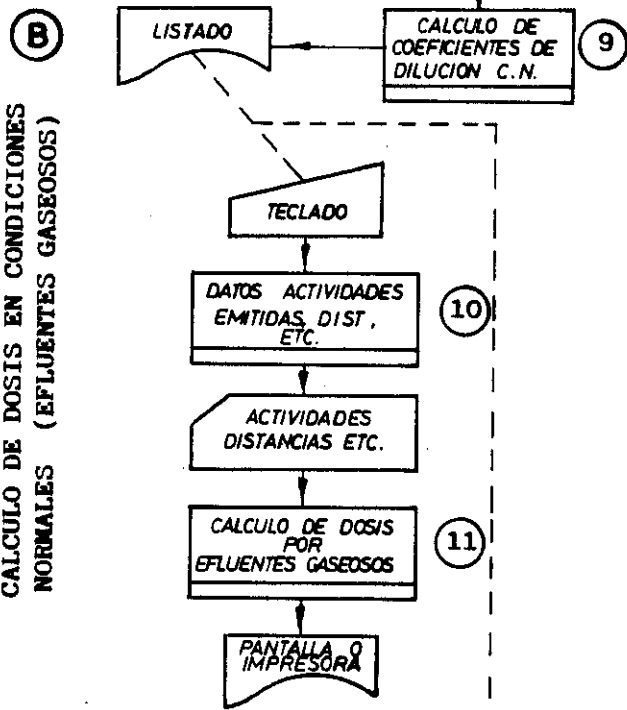 B
CALCULO DE DOSIS EN CONDICIONES
NORMALES (EFLUENTES GASEOSOS)
LISTADO
CALCULO DE
COEFICIENTES DE
DILUCION C.N.
9
TECLADO
DATOS ACTIVIDADES
EMITIDAS, DIST,
ETC.
10
ACTIVIDADES
DISTANCIAS ETC.
CALCULO DE DOSIS
POR
EFLUENTES GASEOSOS
11
PANTALLA O
IMPRESORA